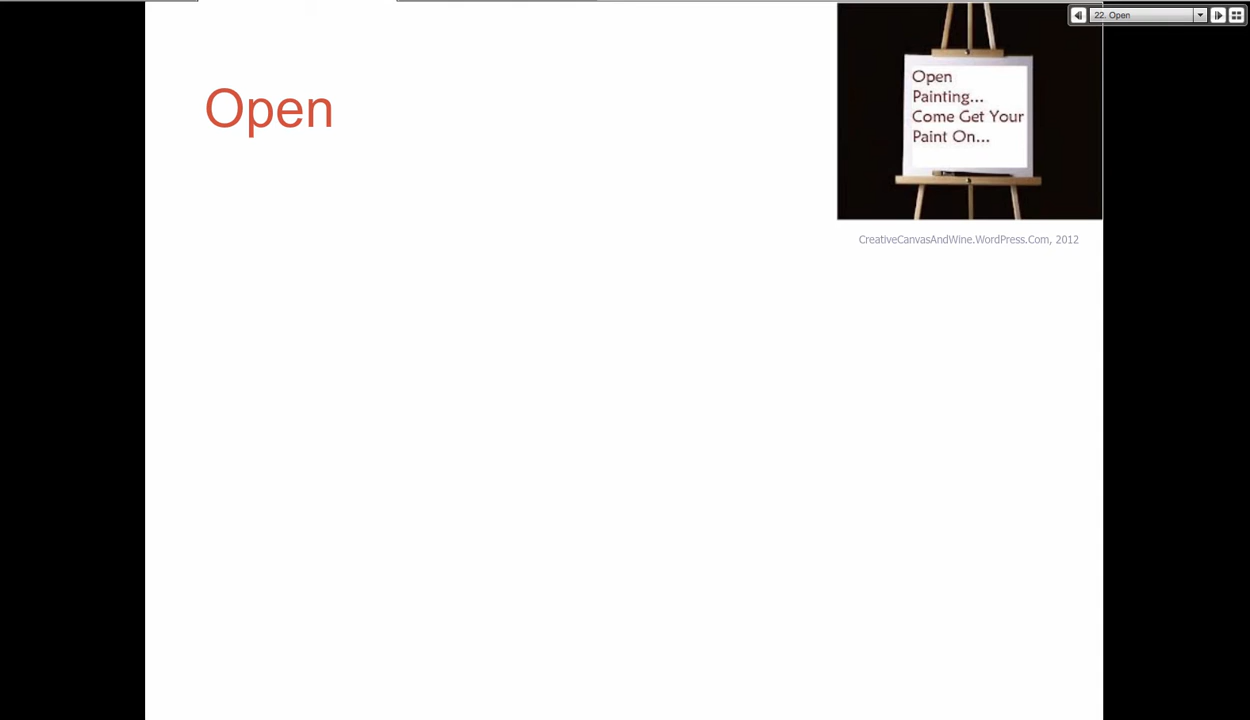 22. Open
Open
Open
Painting...
Come Get Your
Paint On...
CreativeCanvasAndWine.WordPress.Com, 2012